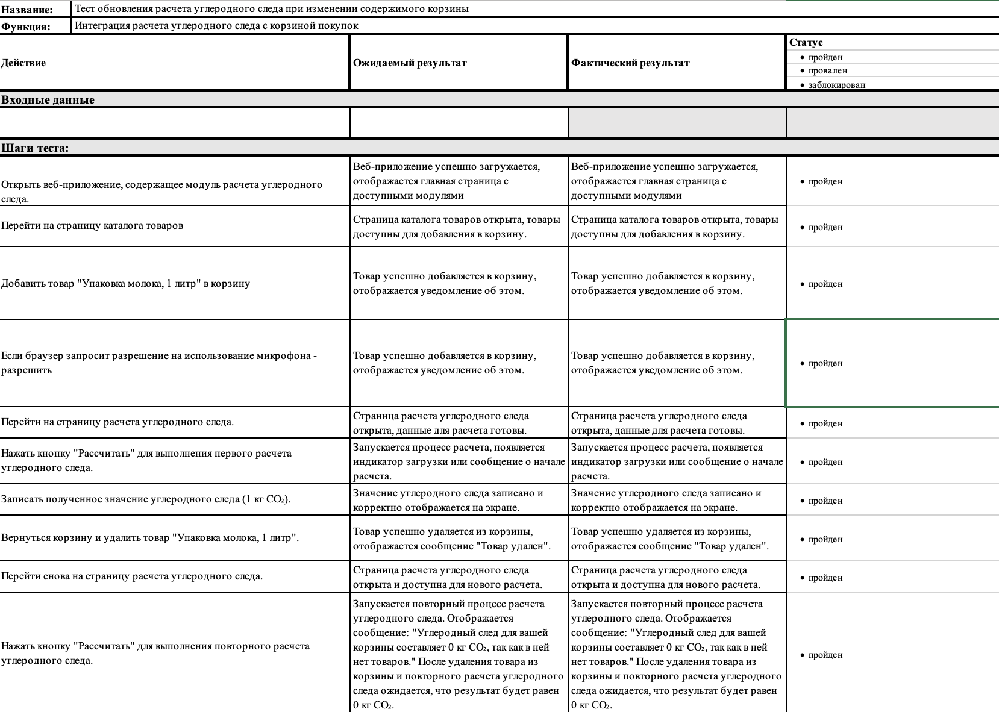 Название: Тест обновления расчета углеродного следа при изменении содержимого корзины
Функция: Интеграция расчета углеродного следа с корзиной покупок
Действие
Ожидаемый результат
Фактический результат
Статус
• пройден
• провален
• заблокирован
Входные данные
Шаги теста:
Открыть веб-приложение, содержащее модуль расчета углеродного
следа.
Веб-приложение успешно загружается,
отображается главная страница с
доступными модулями
Веб-приложение успешно загружается,
отображается главная страница с
доступными модулями
• пройден
Перейти на страницу каталога товаров
Страница каталога товаров открыта, товары
доступны для добавления в корзину.
Страница каталога товаров открыта, товары
доступны для добавления в корзину.
• пройден
Добавить товар "Упаковка молока, 1 литр" в корзину
Товар успешно добавляется в корзину,
отображается уведомление об этом.
Товар успешно добавляется в корзину,
отображается уведомление об этом.
• пройден
Если браузер запросит разрешение на использование микрофона -
разрешить
Товар успешно добавляется в корзину,
отображается уведомление об этом.
Товар успешно добавляется в корзину,
отображается уведомление об этом.
• пройден
Перейти на страницу расчета углеродного следа.
Страница расчета углеродного следа
открыта, данные для расчета готовы.
Страница расчета углеродного следа
открыта, данные для расчета готовы.
• пройден
Нажать кнопку "Рассчитать" для выполнения первого расчета
углеродного следа.
Запускается процесс расчета, появляется
индикатор загрузки или сообщение о начале
расчета.
Запускается процесс расчета, появляется
индикатор загрузки или сообщение о начале
расчета.
• пройден
Записать полученное значение углеродного следа (1 кг CO₂).
Значение углеродного следа записано и
корректно отображается на экране.
Значение углеродного следа записано и
корректно отображается на экране.
• пройден
Вернуться корзину и удалить товар "Упаковка молока, 1 литр".
Товар успешно удаляется из корзины,
отображается сообщение "Товар удален".
Товар успешно удаляется из корзины,
отображается сообщение "Товар удален".
• пройден
Перейти снова на страницу расчета углеродного следа.
Страница расчета углеродного следа
открыта и доступна для нового расчета.
Страница расчета углеродного следа
открыта и доступна для нового расчета.
• пройден
Нажать кнопку "Рассчитать" для выполнения повторного расчета
углеродного следа.
Запускается повторный процесс расчета
углеродного следа. Отображается
сообщение: "Углеродный след для вашей
корзины составляет 0 кг CO₂, так как в ней
нет товаров." После удаления товара из
корзины и повторного расчета углеродного
следа ожидается, что результат будет равен
0 кг CO₂.
Запускается повторный процесс расчета
углеродного следа. Отображается
сообщение: "Углеродный след для вашей
корзины составляет 0 кг CO₂, так как в ней
нет товаров." После удаления товара из
корзины и повторного расчета углеродного
следа ожидается, что результат будет равен
0 кг CO₂.
• пройден